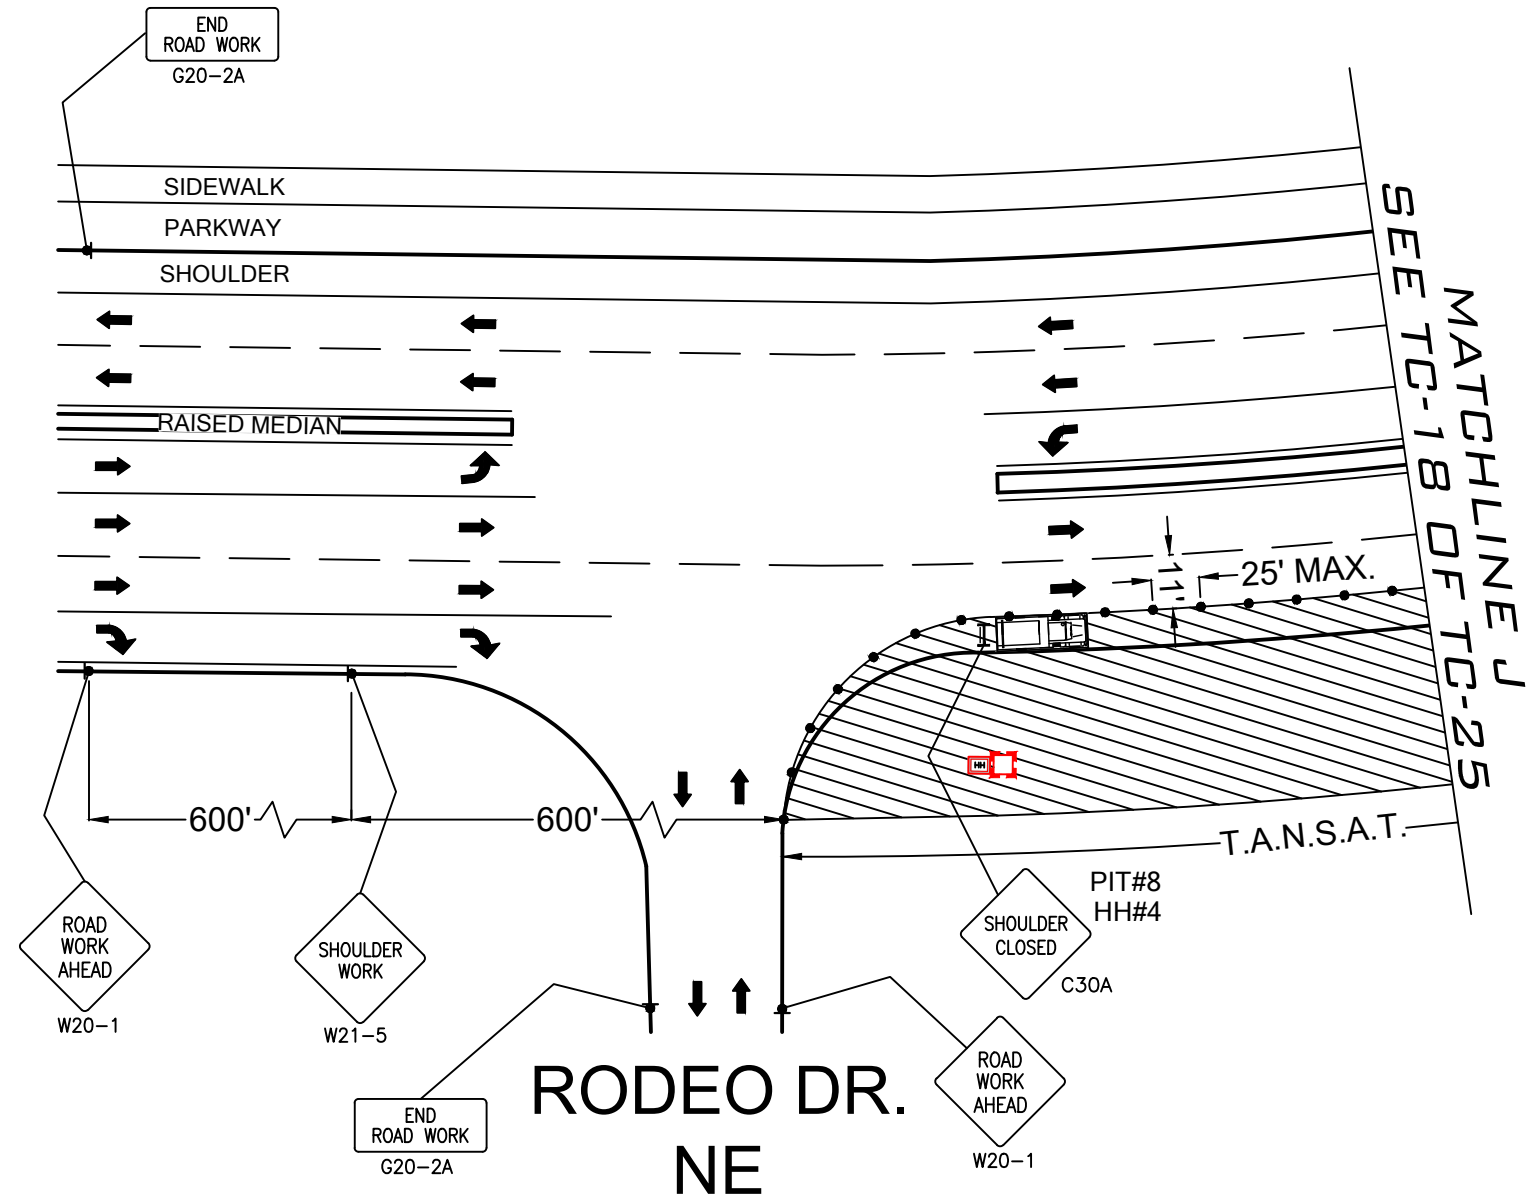 END
ROAD WORK
G20-2A
SIDEWALK
PARKWAY
SHOULDER
RAISED MEDIAN
MATCHLINE J
SEE TC-18 OF TC-25
11'
25' MAX.
HH
600'
600'
T.A.N.S.A.T.
PIT#8
HH#4
ROAD
WORK
AHEAD
W20-1
SHOULDER
WORK
W21-5
SHOULDER
CLOSED
C30A
ROAD
WORK
AHEAD
W20-1
END
ROAD WORK
G20-2A
RODEO DR.
NE